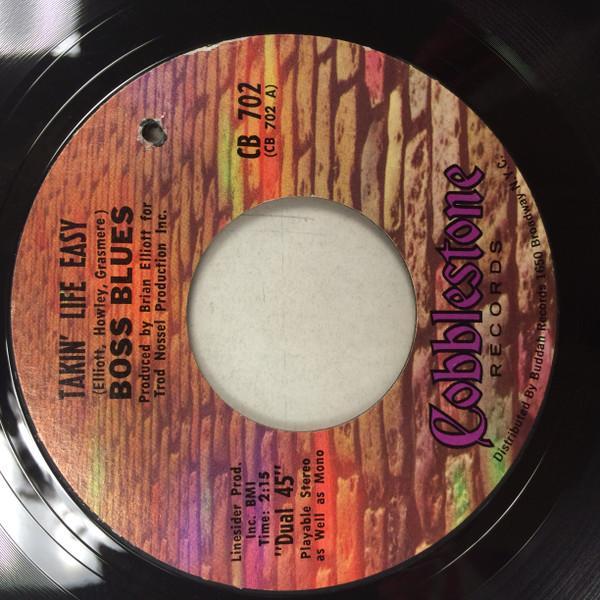 Cobblestone
RECORDS
Distributed By Buddah Records 1650 Broadway N.Y.C.
CB 702
(CB 702 A)
Linesider Prod.
Inc. BMI
Time: 2:15
"Dual 45"
Playable Stereo
as Well as Mono
TAKIN' LIFE EASY
(Elliott, Howley, Grasmere)
BOSS BLUES
Produced by Brian Elliott for
Trod Nossel Production Inc.